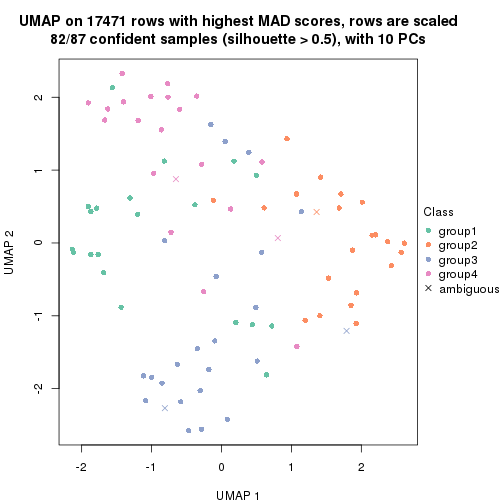 UMAP on 17471 rows with highest MAD scores, rows are scaled
82/87 confident samples (silhouette > 0.5), with 10 PCs
UMAP 2
2
1
0
-1
-2
-2
-1
0
1
2
UMAP 1
Class
group1
group2
group3
group4
ambiguous